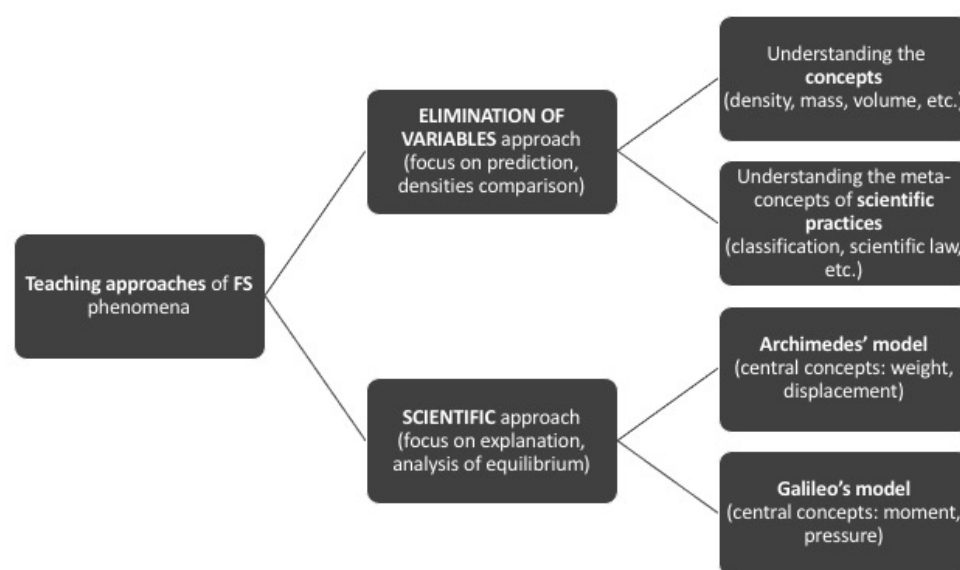 Teaching approaches of FS
phenomena
ELIMINATION OF
VARIABLES approach
(focus on prediction,
densities comparison)
Understanding the
concepts
(density, mass, volume, etc.)
Understanding the meta-
concepts of scientific
practices
(classification, scientific law,
etc.)
SCIENTIFIC approach
(focus on explanation,
analysis of equilibrium)
Archimedes’ model
(central concepts: weight,
displacement)
Galileo’s model
(central concepts: moment,
pressure)